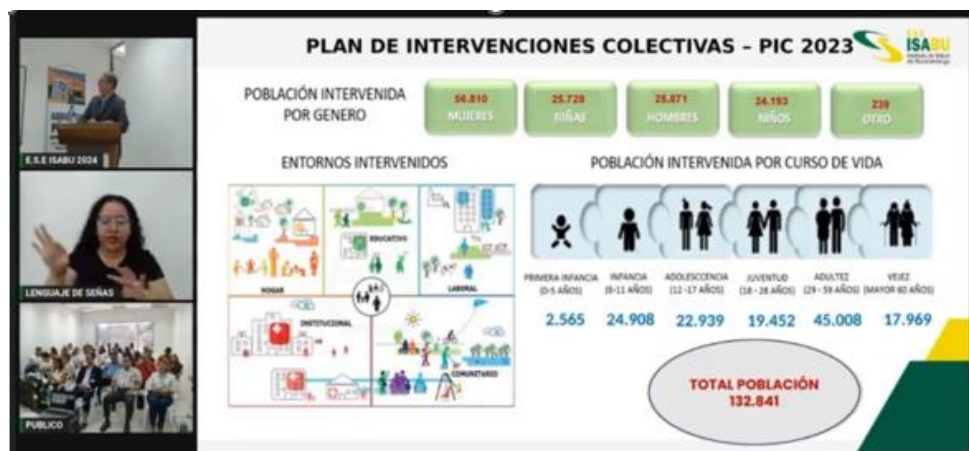 PLAN DE INTERVENCIONES COLECTIVAS – PIC 2023
ISABU
POBLACIÓN INTERVENIDA
POR GENERO
56.810
MUJERES
25.728
NIÑAS
25.871
HOMBRES
24.193
NIÑOS
239
OTRO
E.S.E ISABU 2024
LENGUAJE DE SEÑAS
PUBLICO
ENTORNOS INTERVENIDOS
HOGAR
EDUCATIVO
LABORAL
INSTITUCIONAL
COMUNITARIO
POBLACIÓN INTERVENIDA POR CURSO DE VIDA
PRIMERA INFANCIA
(0-5 AÑOS)
2.565
INFANCIA
(6-11 AÑOS)
24.908
ADOLESCCENCIA
(12 -17 AÑOS)
22.939
JUVENTUD
(18 - 28 AÑOS)
19.452
ADULTEZ
(29 - 59 AÑOS)
45.008
VEJEZ
(MAYOR 60 AÑOS)
17.969
TOTAL POBLACIÓN
132.841